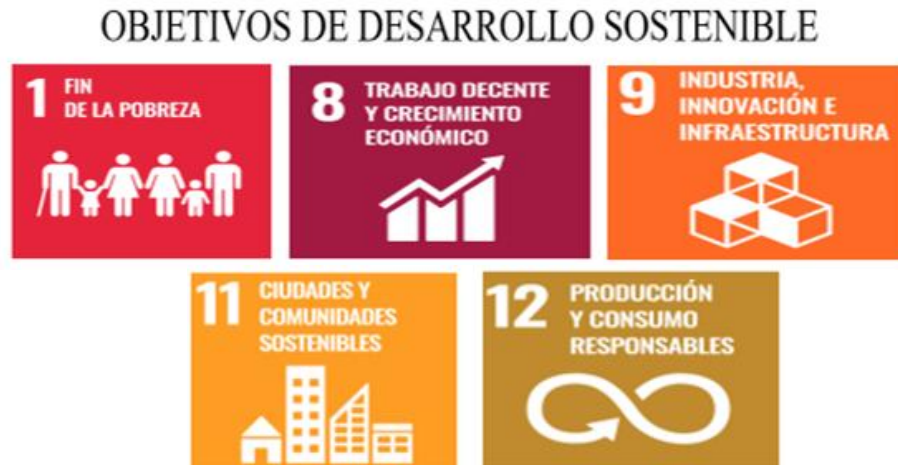 OBJETIVOS DE DESARROLLO SOSTENIBLE
1 FIN
DE LA POBREZA
8 TRABAJO DECENTE
Y CRECIMIENTO
ECONÓMICO
9 INDUSTRIA,
INNOVACIÓN E
INFRAESTRUCTURA
11 CIUDADES Y
COMUNIDADES
SOSTENIBLES
12 PRODUCCIÓN
Y CONSUMO
RESPONSABLES